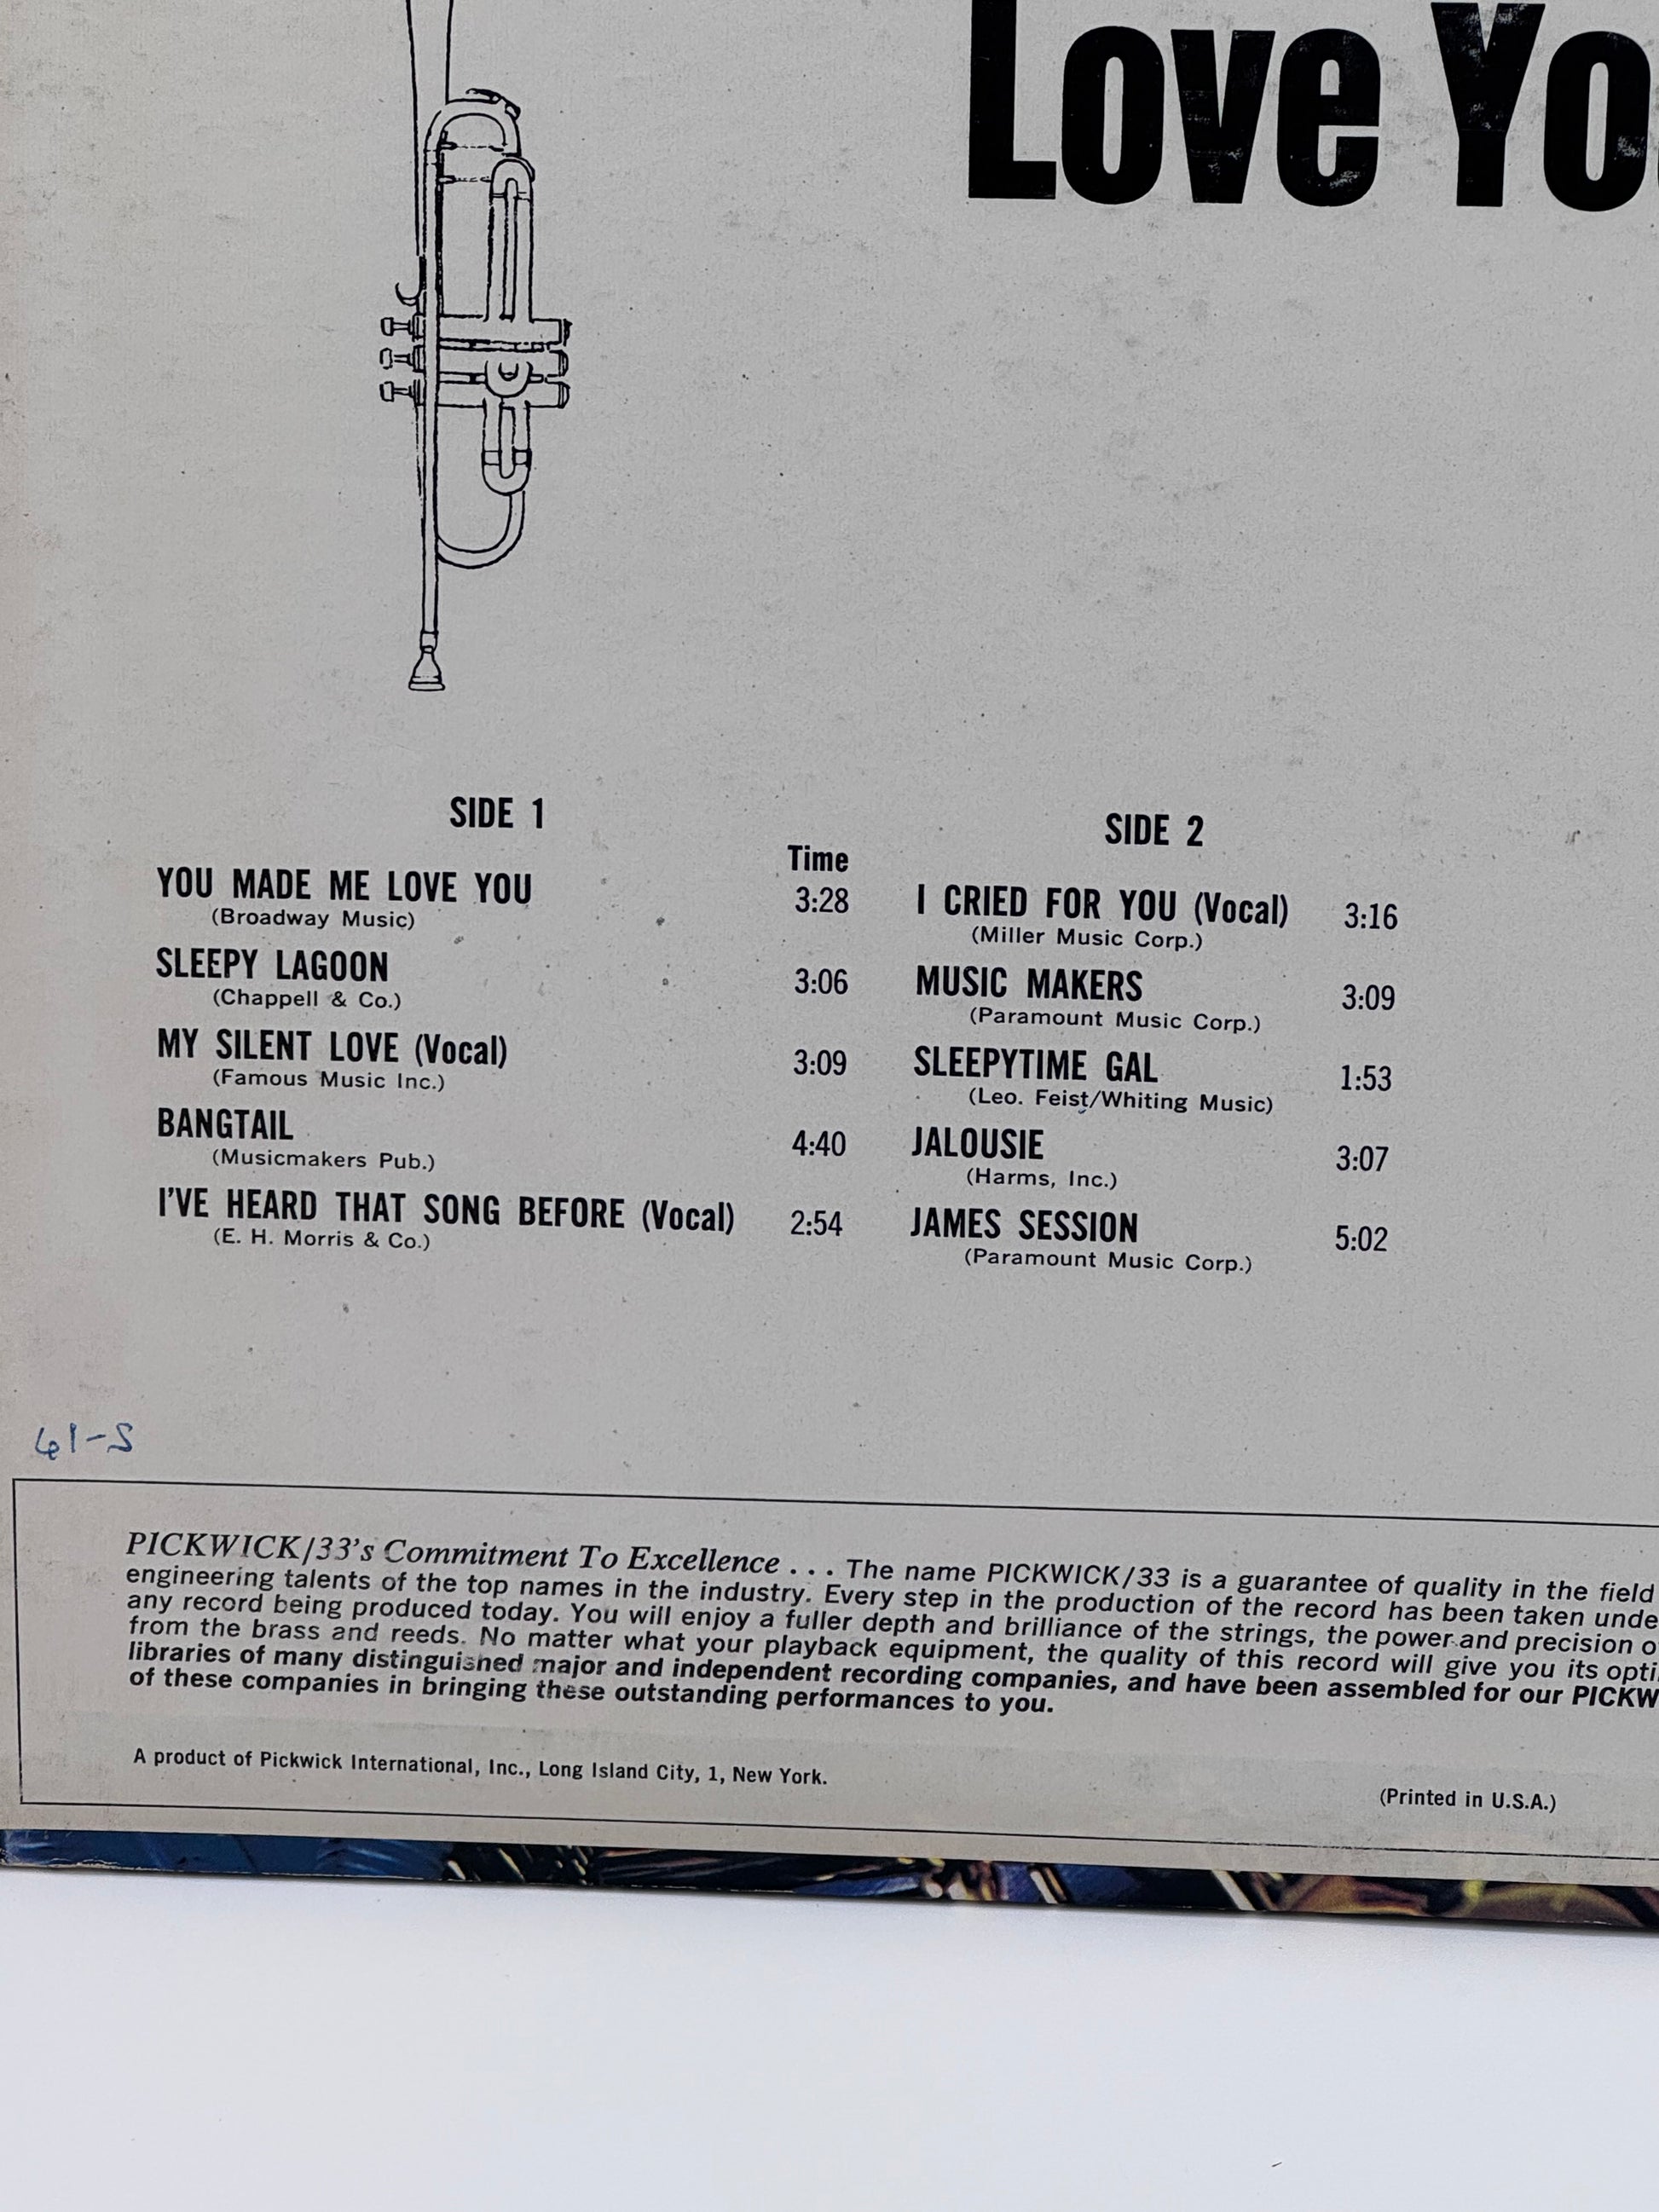 Love
SIDE 1
Time
YOU MADE ME LOVE YOU 3:28
(Broadway Music)
SLEEPY LAGOON 3:06
(Chappell & Co.)
MY SILENT LOVE (Vocal) 3:09
(Famous Music Inc.)
BANGTAIL 4:40
(Musicmakers Pub.)
I'VE HEARD THAT SONG BEFORE (Vocal) 2:54
(E. H. Morris & Co.)
SIDE 2
I CRIED FOR YOU (Vocal) 3:16
(Miller Music Corp.)
MUSIC MAKERS 3:09
(Paramount Music Corp.)
SLEEPYTIME GAL 1:53
(Leo. Feist/Whiting Music)
JALOUSIE 3:07
(Harms, Inc.)
JAMES SESSION 5:02
(Paramount Music Corp.)
PICKWICK/33's Commitment To Excellence . . . The name PICKWICK/33 is a guarantee of quality in the field
engineering talents of the top names in the industry. Every step in the production of the record has been taken
any record being produced today. You will enjoy a fuller depth and brilliance of the strings, the power and precision
from the brass and reeds. No matter what your playback equipment, the quality of this record will give you its
libraries of many distinguished major and independent recording companies, and have been assembled for our
of these companies in bringing these outstanding performances to you.
A product of Pickwick International, Inc., Long Island City, 1, New York.
(Printed in U.S.A.)